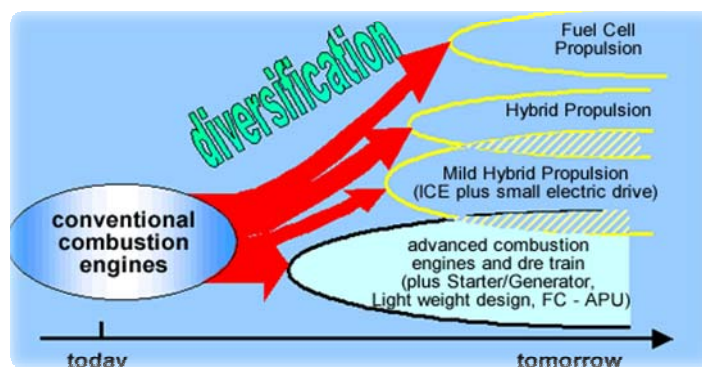 diversification
Fuel Cell
Propulsion
Hybrid Propulsion
Mild Hybrid Propulsion
(ICE plus small electric drive)
conventional
combustion
engines
advanced combustion
engines and dre train
(plus Starter/Generator,
Light weight design, FC - APU)
today
tomorrow